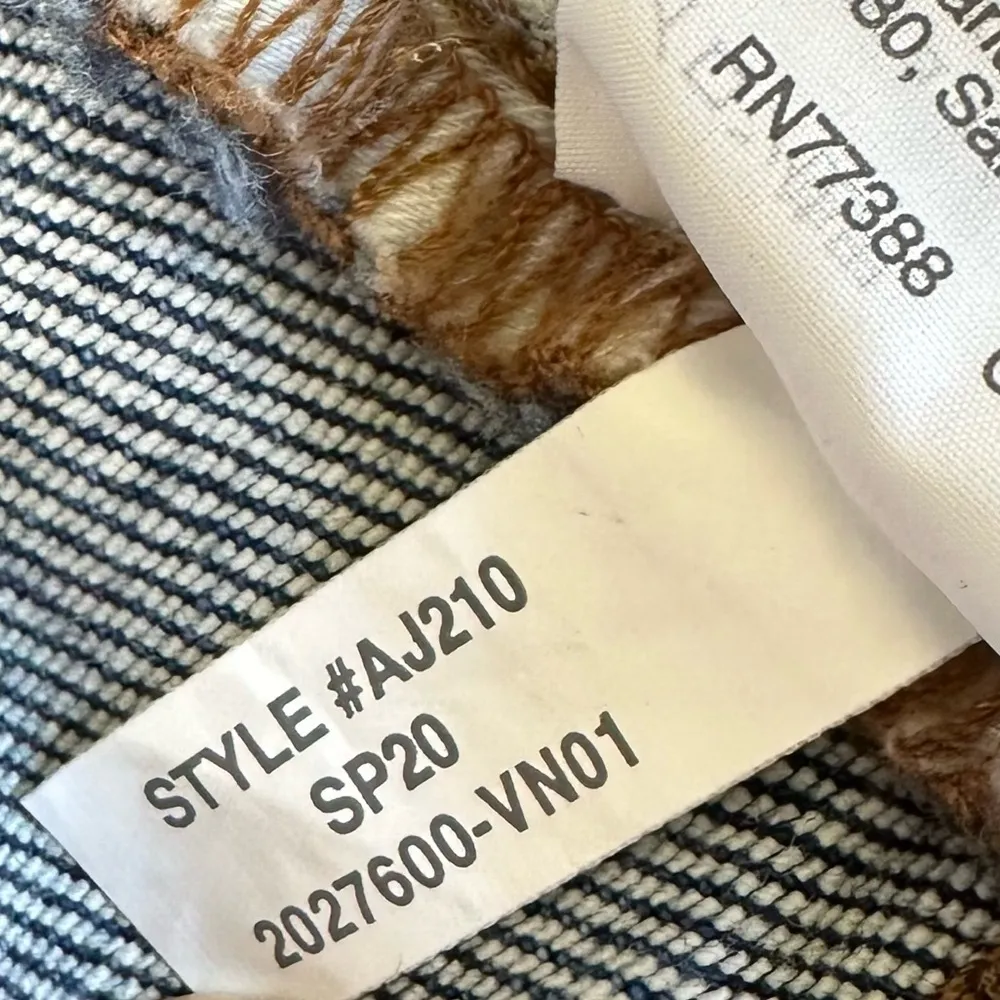 80, Sa
RN77388
STYLE #AJ210
SP20
2027600-VN01